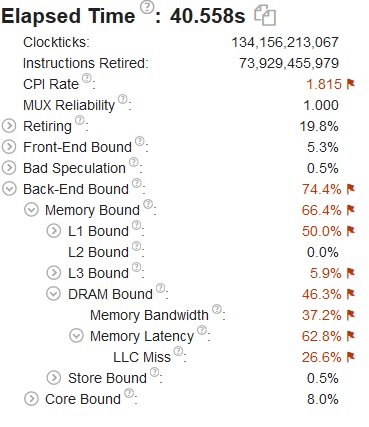 Elapsed Time ? : 40.558s
Clockticks: 134,156,213,067
Instructions Retired: 73,929,455,979
CPI Rate ? : 1.815
MUX Reliability ? : 1.000
Retiring ? : 19.8%
Front-End Bound ? : 5.3%
Bad Speculation ? : 0.5%
Back-End Bound ? : 74.4%
Memory Bound ? : 66.4%
L1 Bound ? : 50.0%
L2 Bound ? : 0.0%
L3 Bound ? : 5.9%
DRAM Bound ? : 46.3%
Memory Bandwidth ? : 37.2%
Memory Latency ? : 62.8%
LLC Miss ? : 26.6%
Store Bound ? : 0.5%
Core Bound ? : 8.0%